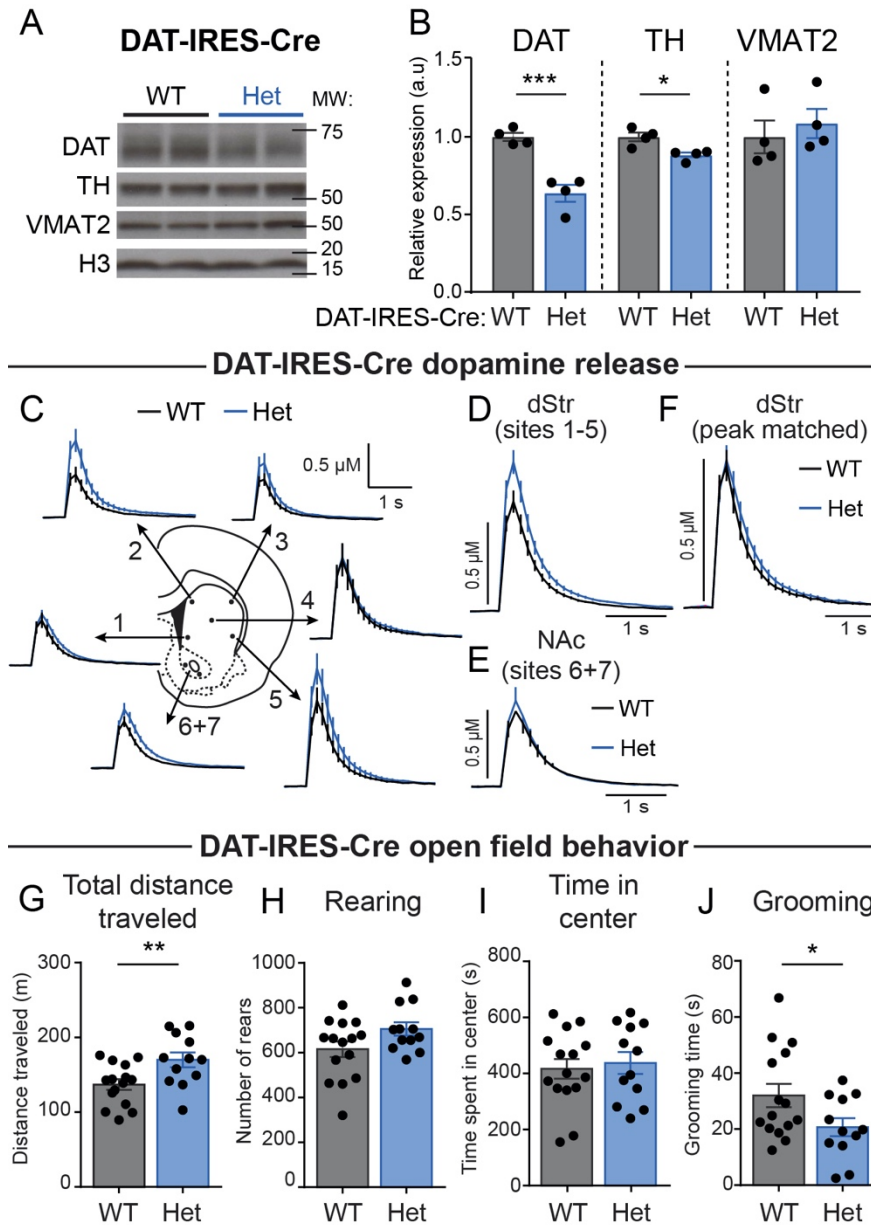 A
DAT-IRES-Cre
WT Het MW:
DAT
TH
VMAT2
H3
75
50
50
20
15
B
DAT TH VMAT2
Relative expression (a.u)
1.5
1.0
0.5
0.0
***
*
DAT-IRES-Cre: WT Het WT Het WT Het
DAT-IRES-Cre dopamine release
C
WT Het
0.5 µM
1 s
1
2
3
4
5
6+7
D
dStr
(sites 1-5)
WT
Het
0.5 µM
1 s
E
NAc
(sites 6+7)
WT
Het
0.5 µM
1 s
F
dStr
(peak matched)
WT
Het
0.5 µM
1 s
DAT-IRES-Cre open field behavior
G
Total distance
traveled
Distance traveled (m)
300
200
100
0
**
WT Het
H
Rearing
Number of rears
1000
800
600
400
200
0
WT Het
I
Time in
center
Time spent in center (s)
800
600
400
200
0
WT Het
J
Grooming
Grooming time (s)
80
60
40
20
0
*
WT Het